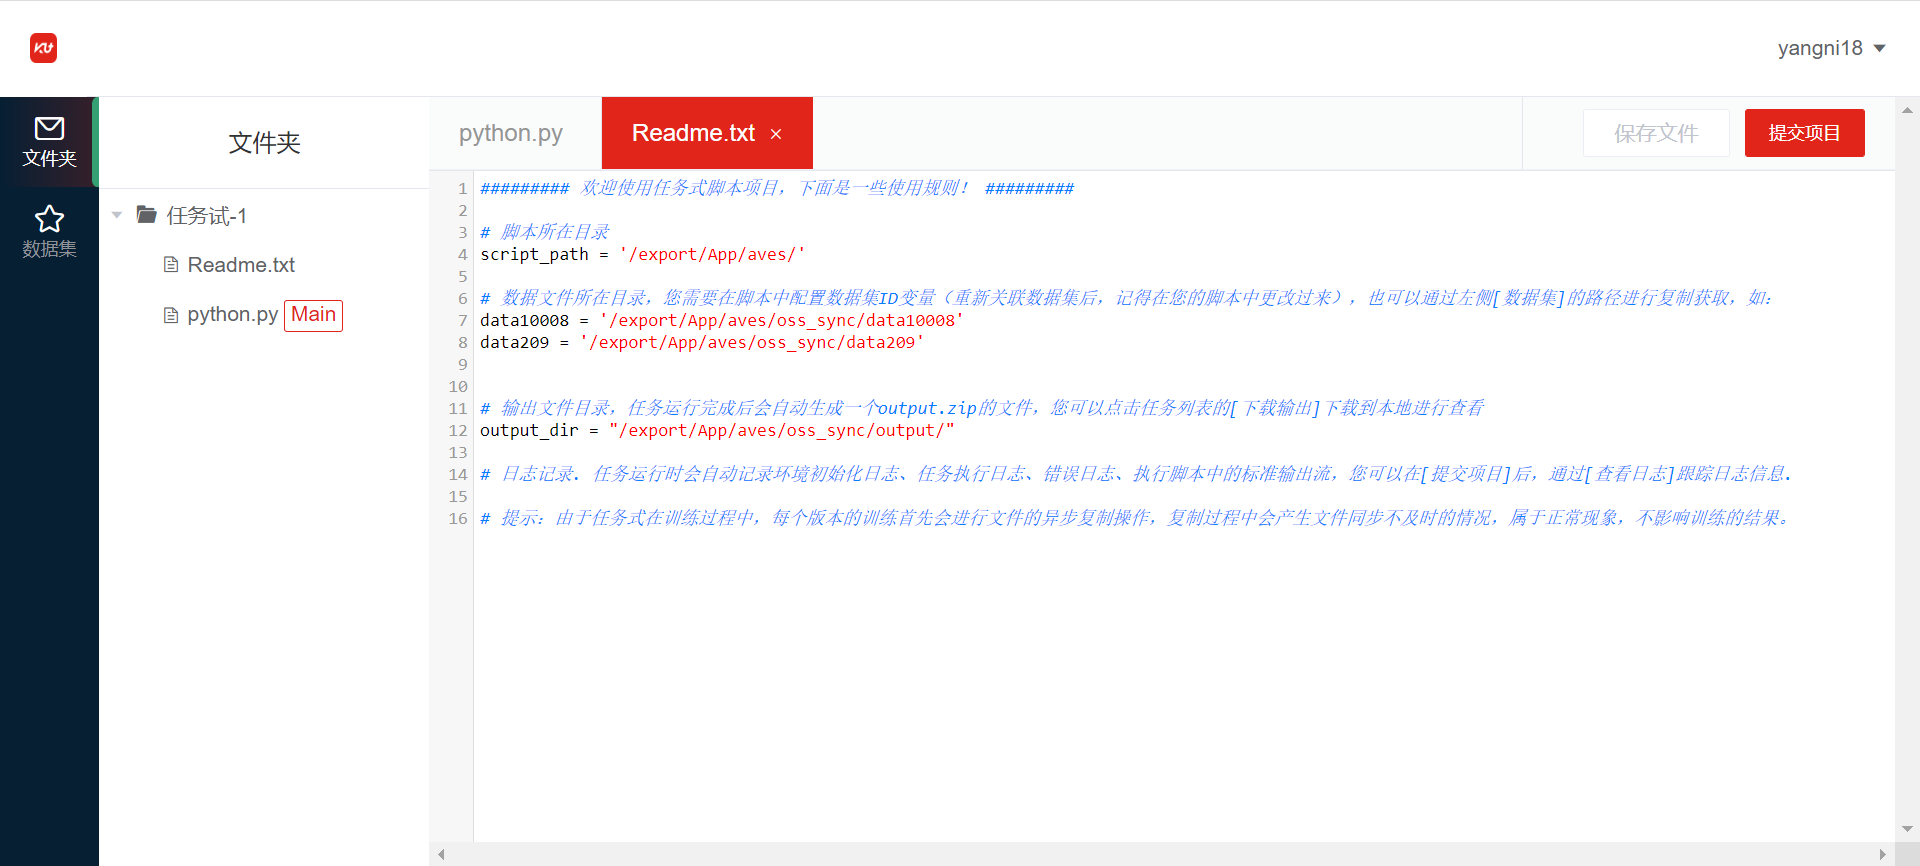 KU
yangni18
文件夹
数据集
文件夹
任务试-1
Readme.txt
python.py Main
python.py
Readme.txt ×
保存文件
提交项目
1 ######### 欢迎使用任务式脚本项目，下面是一些使用规则！ #########
2
3 # 脚本所在目录
4 script_path = '/export/App/aves/'
5
6 # 数据文件所在目录，您需要在脚本中配置数据集ID变量（重新关联数据集后，记得在您的脚本中更改过来），也可以通过左侧[数据集]的路径进行复制获取，如：
7 data10008 = '/export/App/aves/oss_sync/data10008'
8 data209 = '/export/App/aves/oss_sync/data209'
9
10
11 # 输出文件目录，任务运行完成后会自动生成一个output.zip的文件，您可以点击任务列表的[下载输出]下载到本地进行查看
12 output_dir = "/export/App/aves/oss_sync/output/"
13
14 # 日志记录. 任务运行时会自动记录环境初始化日志、任务执行日志、错误日志、执行脚本中的标准输出流，您可以在[提交项目]后，通过[查看日志]跟踪日志信息.
15
16 # 提示：由于任务式在训练过程中，每个版本的训练首先会进行文件的异步复制操作，复制过程中会产生文件同步不及时的情况，属于正常现象，不影响训练的结果。